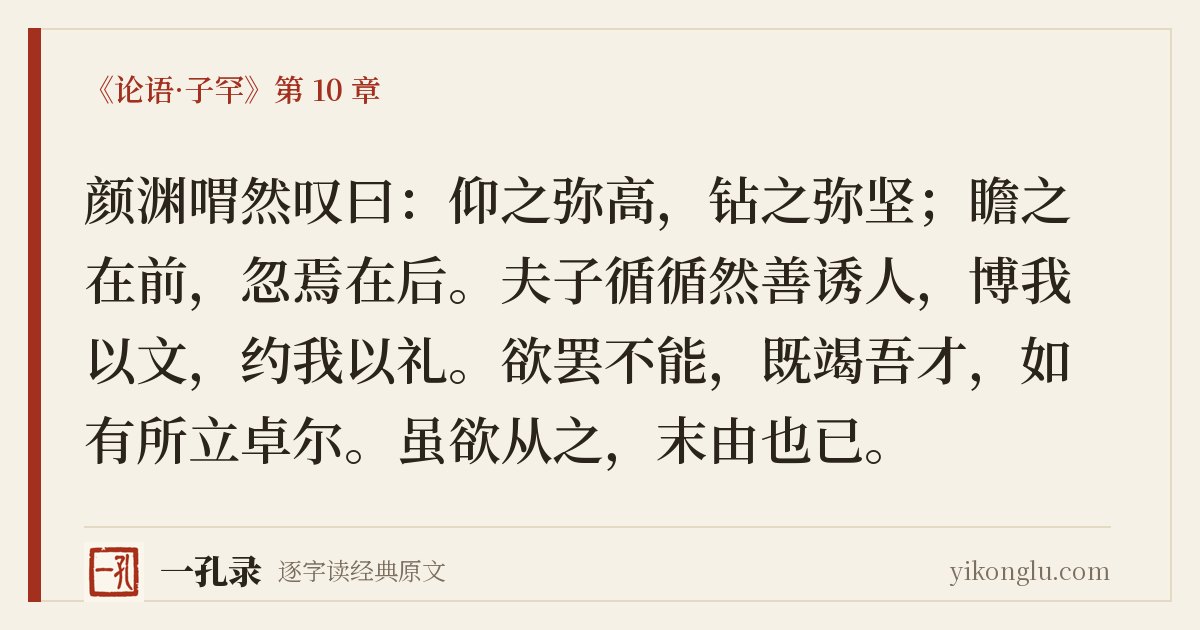 《论语·子罕》第 10 章
颜渊喟然叹曰：仰之弥高，钻之弥坚；瞻之
在前，忽焉在后。夫子循循然善诱人，博我
以文，约我以礼。欲罢不能，既竭吾才，如
有所立卓尔。虽欲从之，末由也已。
一孔
一孔录 逐字读经典原文 yikonglu.com